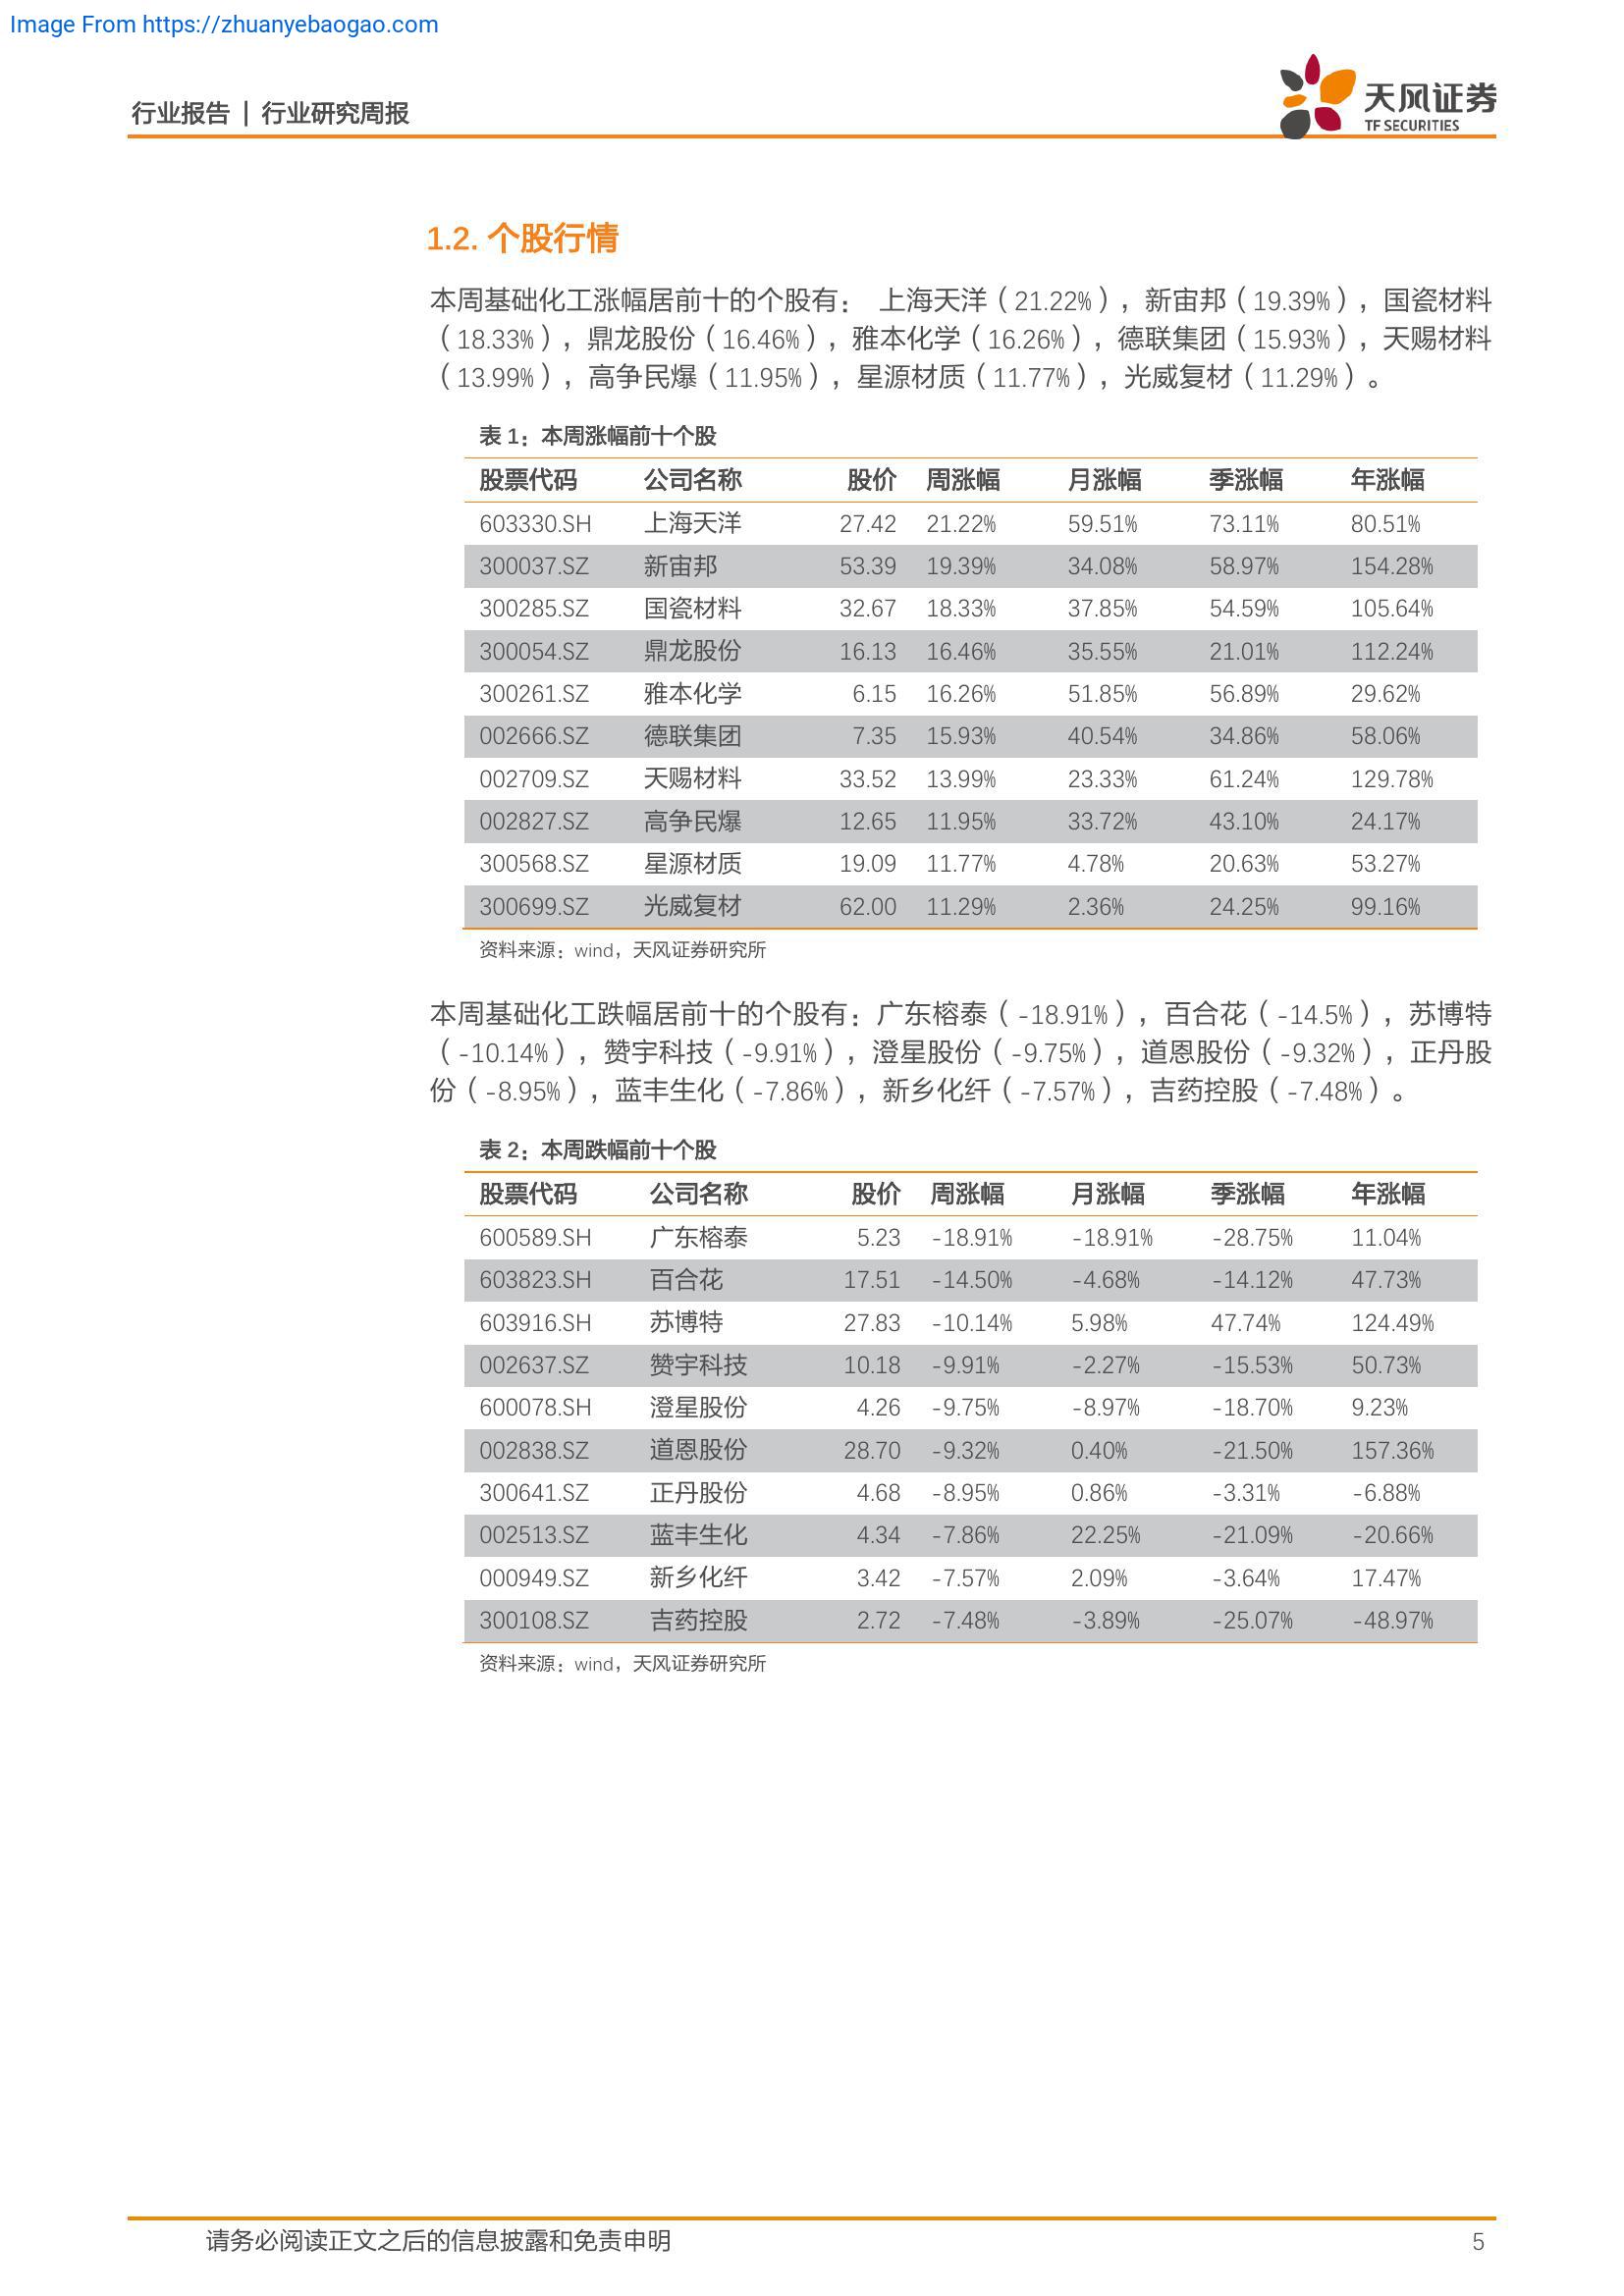 Image From https://zhuanyebaogao.com
行业报告 | 行业研究周报
天风证券
TF SECURITIES
1.2. 个股行情
本周基础化工涨幅居前十的个股有： 上海天洋（21.22%），新宙邦（19.39%），国瓷材料
（18.33%），鼎龙股份（16.46%），雅本化学（16.26%），德联集团（15.93%），天赐材料
（13.99%），高争民爆（11.95%），星源材质（11.77%），光威复材（11.29%）。
表 1：本周涨幅前十个股
股票代码 公司名称 股价 周涨幅 月涨幅 季涨幅 年涨幅
603330.SH 上海天洋 27.42 21.22% 59.51% 73.11% 80.51%
300037.SZ 新宙邦 53.39 19.39% 34.08% 58.97% 154.28%
300285.SZ 国瓷材料 32.67 18.33% 37.85% 54.59% 105.64%
300054.SZ 鼎龙股份 16.13 16.46% 35.55% 21.01% 112.24%
300261.SZ 雅本化学 6.15 16.26% 51.85% 56.89% 29.62%
002666.SZ 德联集团 7.35 15.93% 40.54% 34.86% 58.06%
002709.SZ 天赐材料 33.52 13.99% 23.33% 61.24% 129.78%
002827.SZ 高争民爆 12.65 11.95% 33.72% 43.10% 24.17%
300568.SZ 星源材质 19.09 11.77% 4.78% 20.63% 53.27%
300699.SZ 光威复材 62.00 11.29% 2.36% 24.25% 99.16%
资料来源：wind，天风证券研究所
本周基础化工跌幅居前十的个股有：广东榕泰（-18.91%），百合花（-14.5%），苏博特
（-10.14%），赞宇科技（-9.91%），澄星股份（-9.75%），道恩股份（-9.32%），正丹股
份（-8.95%），蓝丰生化（-7.86%），新乡化纤（-7.57%），吉药控股（-7.48%）。
表 2：本周跌幅前十个股
股票代码 公司名称 股价 周涨幅 月涨幅 季涨幅 年涨幅
600589.SH 广东榕泰 5.23 -18.91% -18.91% -28.75% 11.04%
603823.SH 百合花 17.51 -14.50% -4.68% -14.12% 47.73%
603916.SH 苏博特 27.83 -10.14% 5.98% 47.74% 124.49%
002637.SZ 赞宇科技 10.18 -9.91% -2.27% -15.53% 50.73%
600078.SH 澄星股份 4.26 -9.75% -8.97% -18.70% 9.23%
002838.SZ 道恩股份 28.70 -9.32% 0.40% -21.50% 157.36%
300641.SZ 正丹股份 4.68 -8.95% 0.86% -3.31% -6.88%
002513.SZ 蓝丰生化 4.34 -7.86% 22.25% -21.09% -20.66%
000949.SZ 新乡化纤 3.42 -7.57% 2.09% -3.64% 17.47%
300108.SZ 吉药控股 2.72 -7.48% -3.89% -25.07% -48.97%
资料来源：wind，天风证券研究所
请务必阅读正文之后的信息披露和免责申明 5